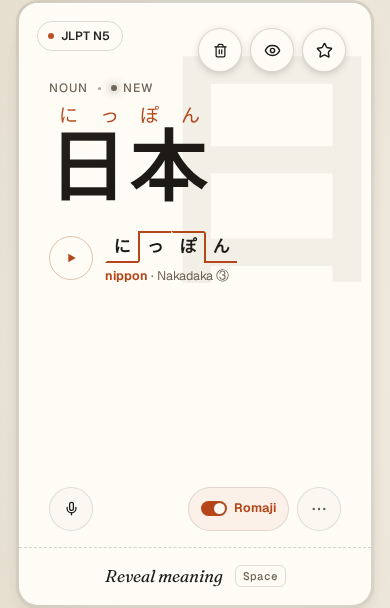 JLPT N5
NOUN • NEW
にっぽん
日本
にっぽん
nippon · Nakadaka ③
Romaji
Reveal meaning Space